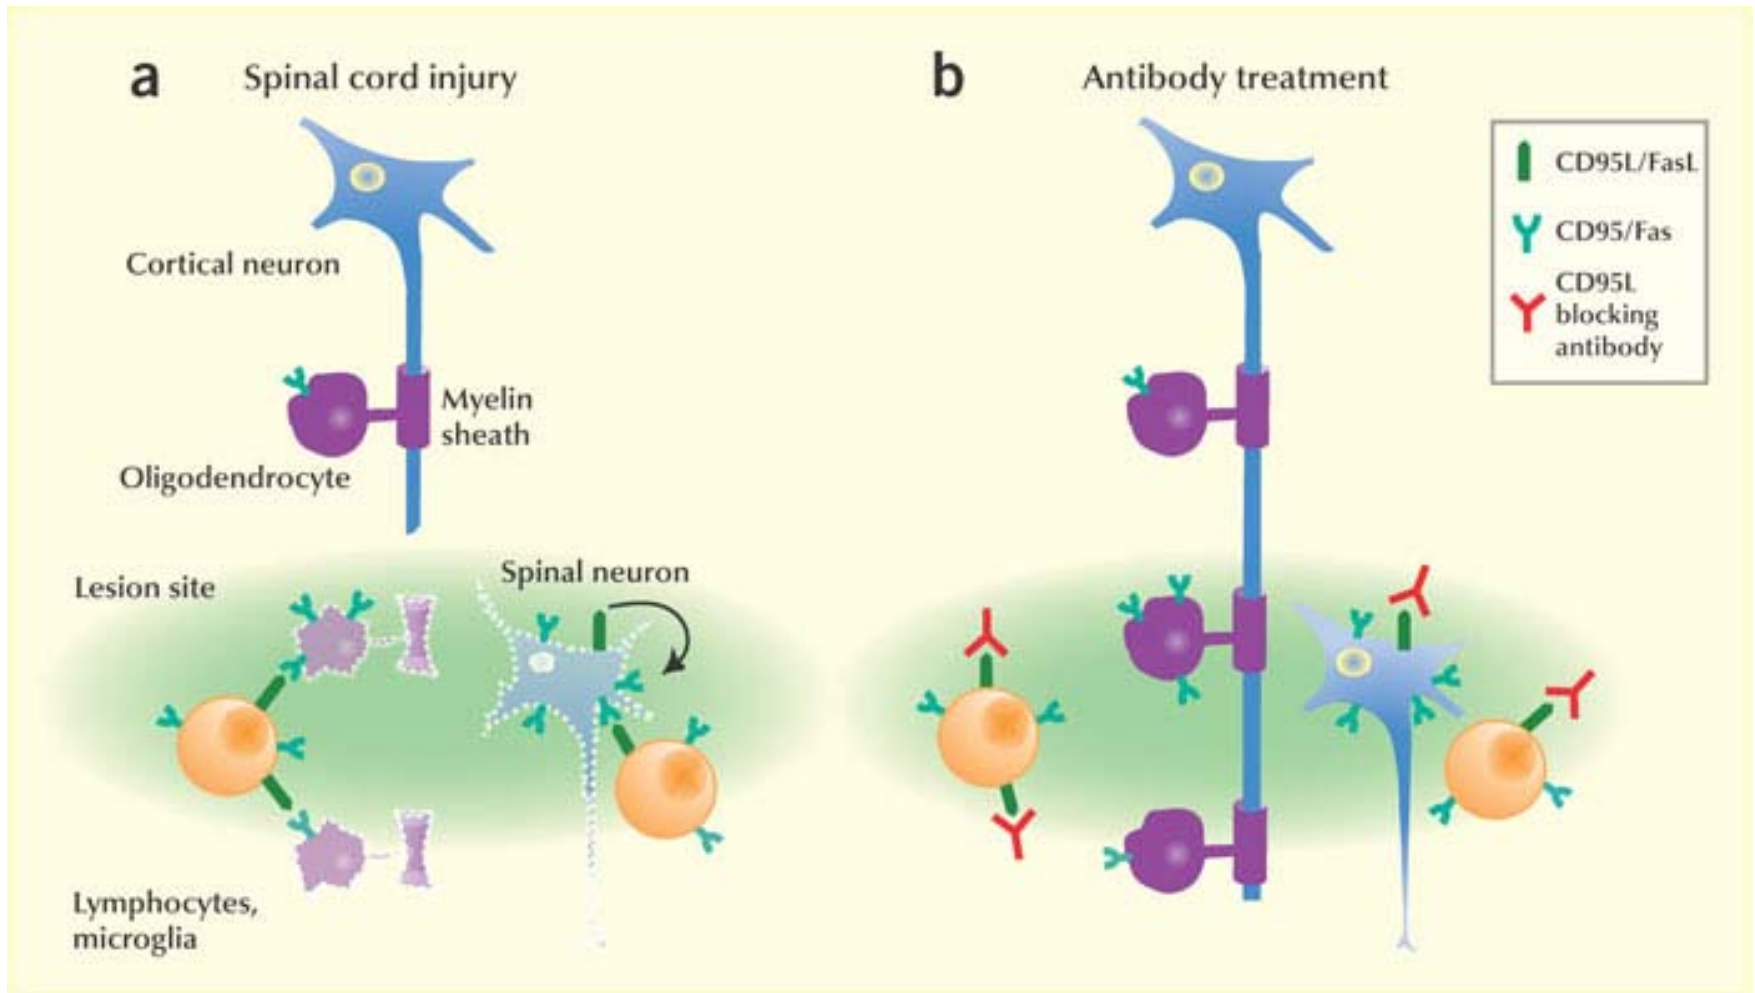 a Spinal cord injury
Cortical neuron
Myelin
sheath
Oligodendrocyte
Lesion site
Spinal neuron
Lymphocytes,
microglia
b Antibody treatment
CD95L/FasL
CD95/Fas
CD95L
blocking
antibody